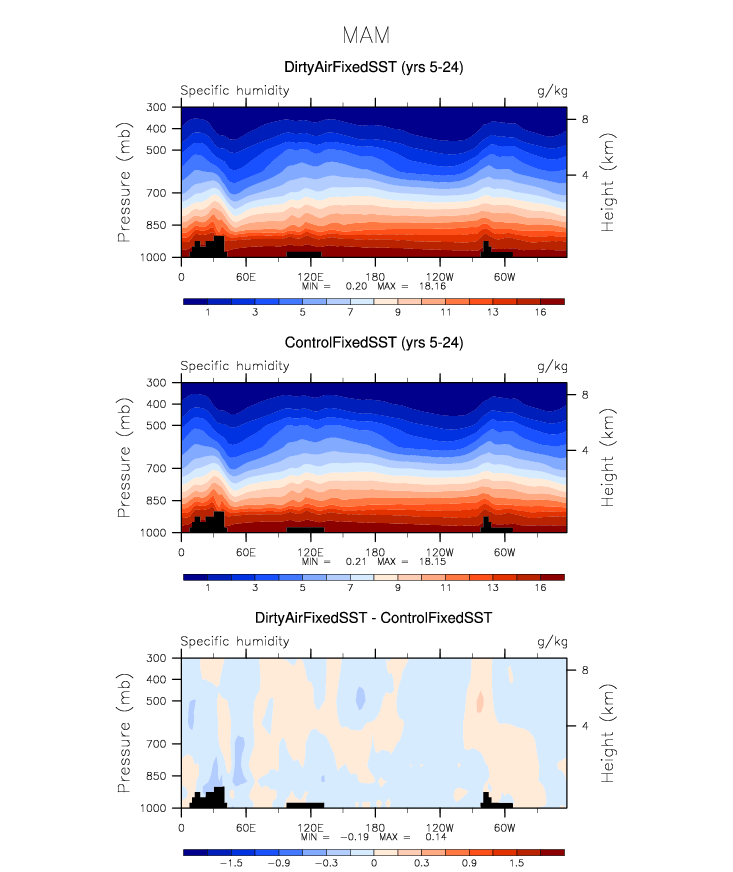 MAM
DirtyAirFixedSST (yrs 5-24)
Specific humidity g/kg
300
400
500
700
850
1000
8
4
Pressure (mb)
Height (km)
0 60E 120E 180 120W 60W
MIN = 0.20 MAX = 18.16
1 3 5 7 9 11 13 16
ControlFixedSST (yrs 5-24)
Specific humidity g/kg
300
400
500
700
850
1000
8
4
Pressure (mb)
Height (km)
0 60E 120E 180 120W 60W
MIN = 0.21 MAX = 18.15
1 3 5 7 9 11 13 16
DirtyAirFixedSST - ControlFixedSST
Specific humidity g/kg
300
400
500
700
850
1000
8
4
Pressure (mb)
Height (km)
0 60E 120E 180 120W 60W
MIN = −0.19 MAX = 0.14
−1.5 −0.9 −0.3 0 0.3 0.9 1.5